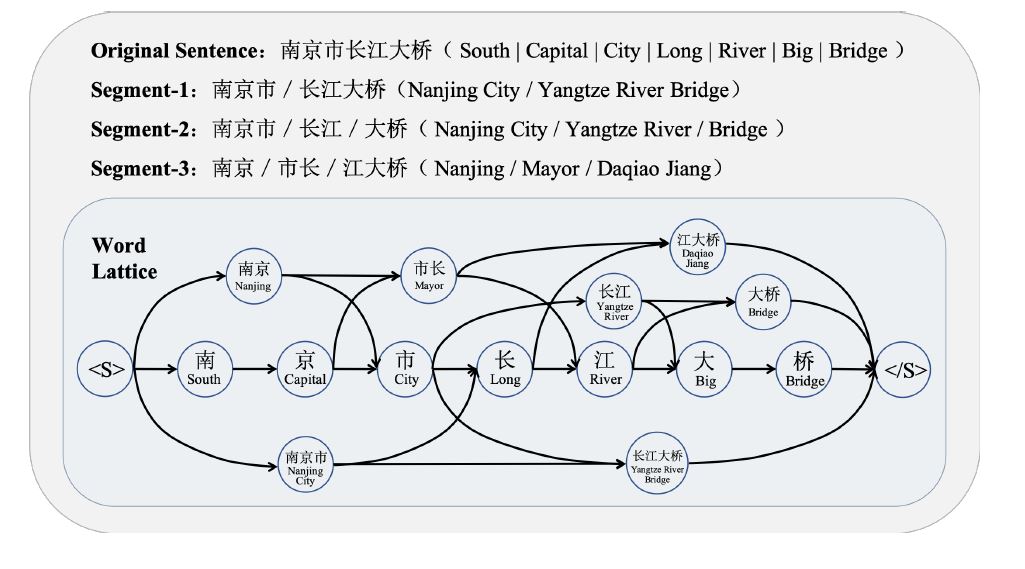 Original Sentence：南京市长江大桥（ South | Capital | City | Long | River | Big | Bridge ）
Segment-1：南京市 / 长江大桥（Nanjing City / Yangtze River Bridge）
Segment-2：南京市 / 长江 / 大桥（ Nanjing City / Yangtze River / Bridge ）
Segment-3：南京 / 市长 / 江大桥（ Nanjing / Mayor / Daqiao Jiang）
Word
Lattice
江大桥
Daqiao
Jiang
南京
Nanjing
市长
Mayor
长江
Yangtze
River
大桥
Bridge
<S>
南
South
京
Capital
市
City
长
Long
江
River
大
Big
桥
Bridge
</S>
南京市
Nanjing
City
长江大桥
Yangtze River
Bridge